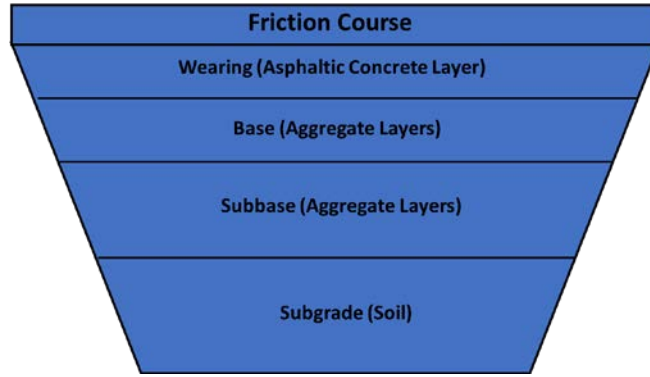 Friction Course
Wearing (Asphaltic Concrete Layer)
Base (Aggregate Layers)
Subbase (Aggregate Layers)
Subgrade (Soil)